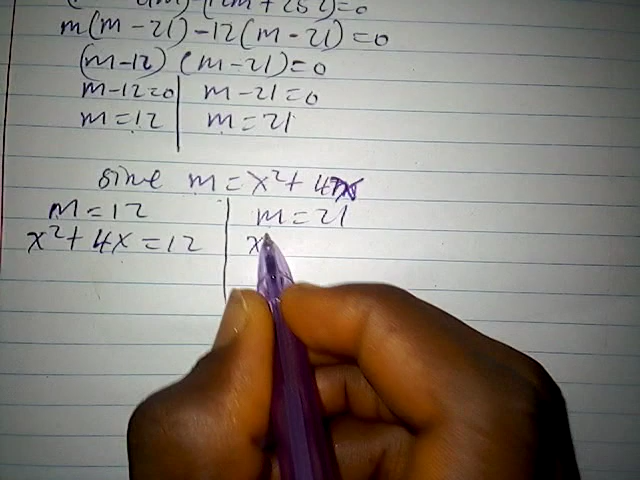 m(m-21)-12(m-21)=0
(m-12) (m-21)=0
m-12=0 | m-21=0
m=12 | m=21
sinc m=x²+4x
m=12 | m=21
x²+4x=12 | x